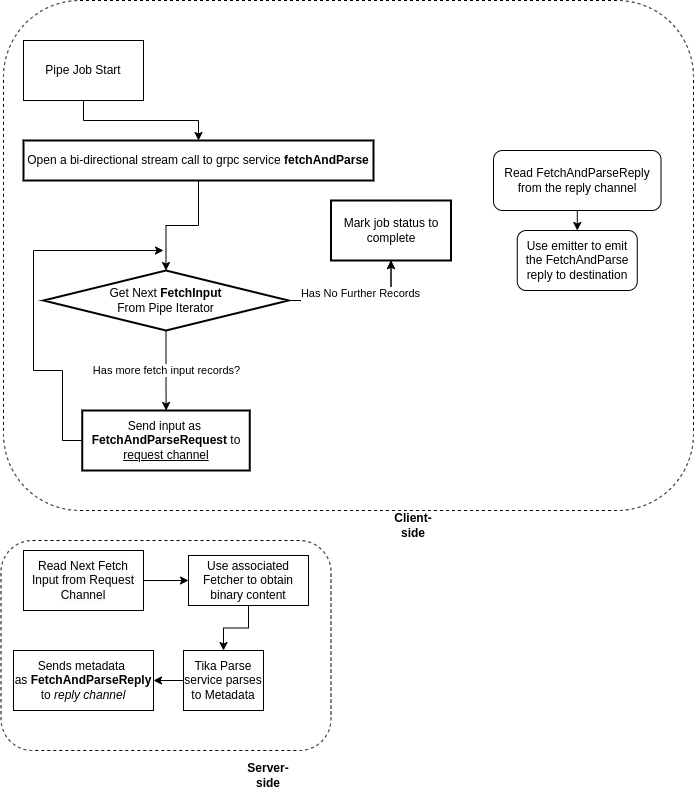 Pipe Job Start
Open a bi-directional stream call to grpc service fetchAndParse
Read FetchAndParseReply
from the reply channel
Mark job status to
complete
Use emitter to emit
the FetchAndParse
reply to destination
Get Next FetchInput
From Pipe Iterator
Has No Further Records
Has more fetch input records?
Send input as
FetchAndParseRequest to
request channel
Client-
side
Read Next Fetch
Input from Request
Channel
Use associated
Fetcher to obtain
binary content
Tika Parse
service parses
to Metadata
Sends metadata
as FetchAndParseReply
to reply channel
Server-
side